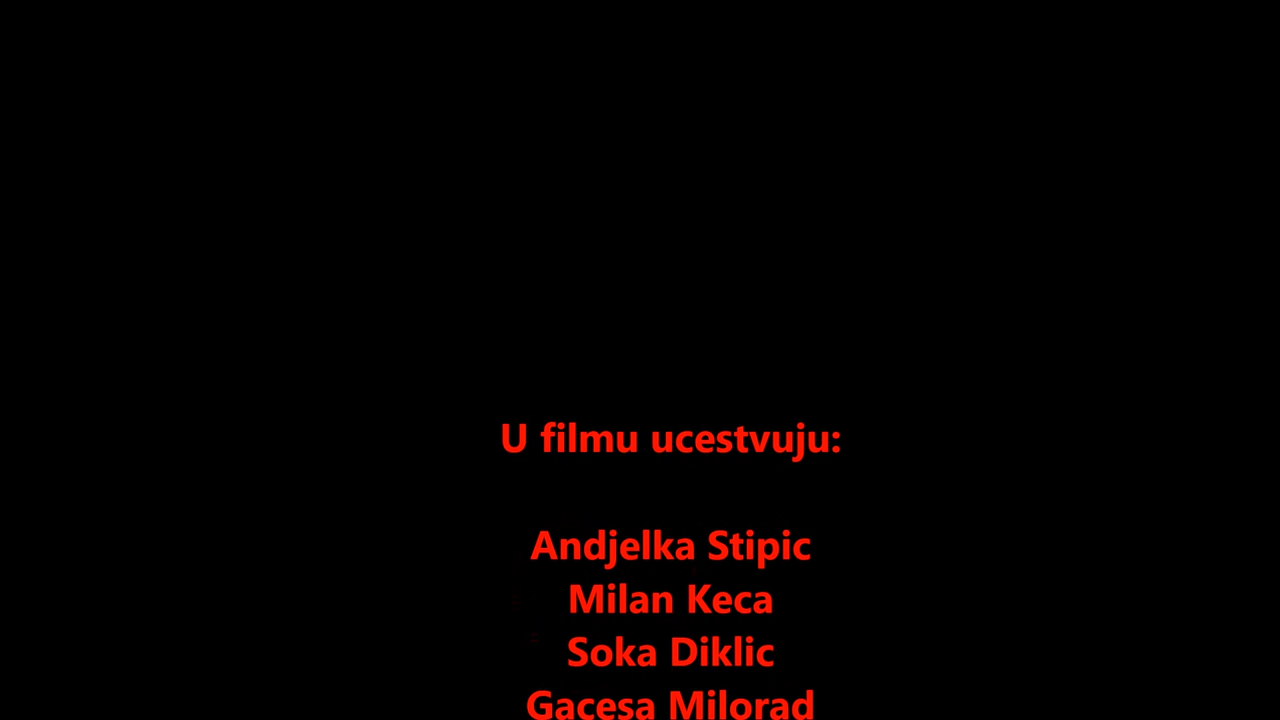 U filmu ucestvuju:
Andjelka Stipic
Milan Keca
Soka Diklic
Gacesa Milorad